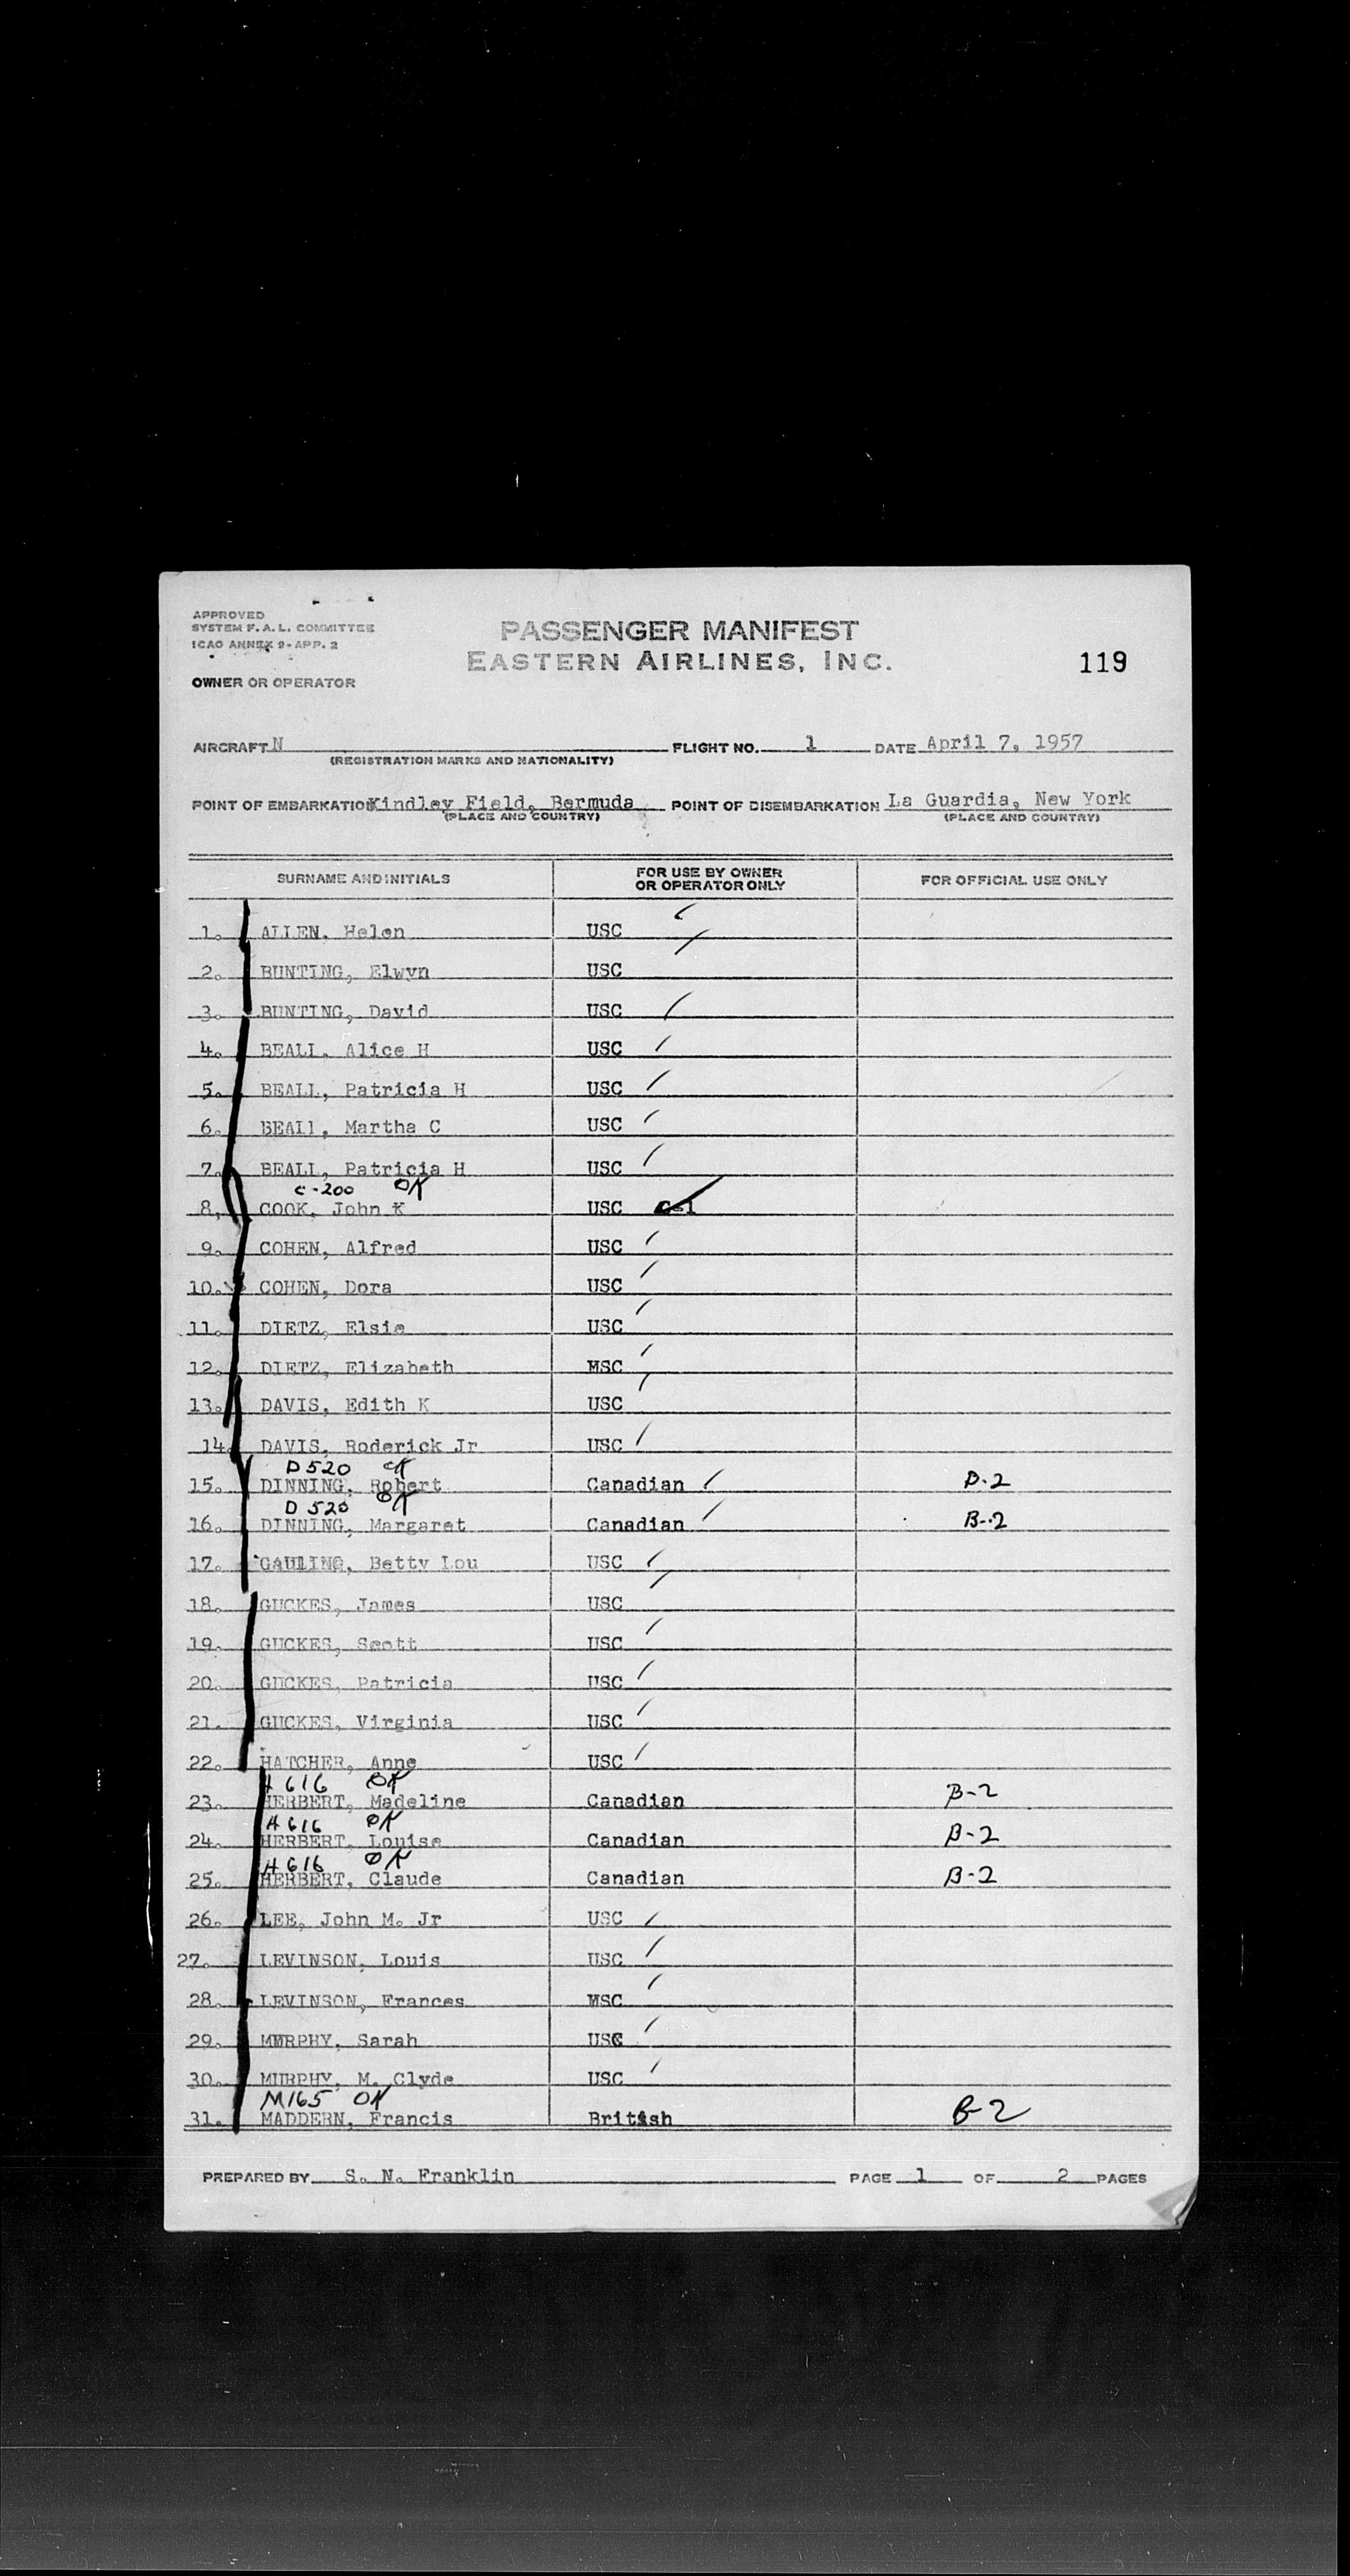 APPROVED
SYSTEM F.A.L. COMMITTEE
ICAO ANNEX 9-APP. 2
PASSENGER MANIFEST
EASTERN AIRLINES, INC.
119
OWNER OR OPERATOR
AIRCRAFT N FLIGHT NO. 1 DATE April 7, 1957
(REGISTRATION MARKS AND NATIONALITY)
POINT OF EMBARKATION Kindley Field, Bermuda POINT OF DISEMBARKATION La Guardia, New York
(PLACE AND COUNTRY) (PLACE AND COUNTRY)
SURNAME AND INITIALS FOR USE BY OWNER OR OPERATOR ONLY FOR OFFICIAL USE ONLY
1. ALLEN, Helen USC
2. BUNTING, Elwyn USC
3. BUNTING, David USC
4. BEALL, Alice H USC
5. BEALL, Patricia H USC
6. BEALL, Martha C USC
7. BEALL, Patricia H USC
C-200 OK
8. COOK, John K USC C-1
9. COHEN, Alfred USC
10. COHEN, Dora USC
11. DIETZ, Elsie USC
12. DIETZ, Elizabeth USC
13. DAVIS, Edith K USC
14. DAVIS, Roderick Jr USC
D520 OK
15. DINNING, Robert Canadian B-2
D 520 OK
16. DINNING, Margaret Canadian B-2
17. GAULING, Betty Lou USC
18. GUCKES, James USC
19. GUCKES, Scott USC
20. GUCKES, Patricia USC
21. GUCKES, Virginia USC
22. HATCHER, Anne USC
H 616 OK
23. HERBERT, Madeline Canadian B-2
H 616 OK
24. HERBERT, Louise Canadian B-2
H 616 OK
25. HERBERT, Claude Canadian B-2
26. LEE, John M. Jr USC
27. LEVINSON, Louis USC
28. LEVINSON, Frances USC
29. MURPHY, Sarah USC
30. MURPHY, M. Clyde USC
M165 OK
31. MADDERN, Francis British B-2
PREPARED BY S. N. Franklin PAGE 1 OF 2 PAGES